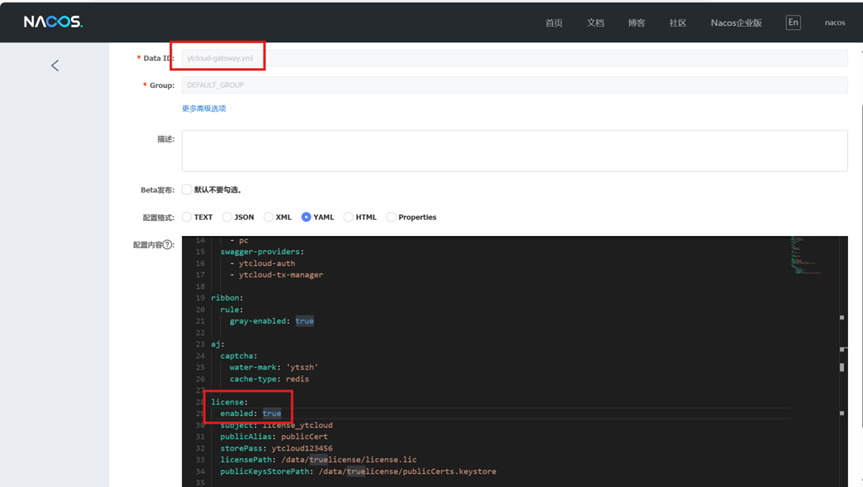 NACOS.
首页 文档 博客 社区 Nacos企业版 En nacos
* Data ID: ytcloud-gateway.yml
* Group: DEFAULT_GROUP
更多高级选项
描述:
Beta发布: 默认不要勾选。
配置格式: TEXT JSON XML YAML HTML Properties
配置内容?:
14 - pc
15 swagger-providers:
16 - ytcloud-auth
17 - ytcloud-tx-manager
18
19 ribbon:
20 rule:
21 gray-enabled: true
22
23 aj:
24 captcha:
25 water-mark: 'ytszh'
26 cache-type: redis
27
28 license:
29 enabled: true
30 subject: license_ytcloud
31 publicAlias: publicCert
32 storePass: ytcloud123456
33 licensePath: /data/truelicense/license.lic
34 publicKeysStorePath: /data/truelicense/publicCerts.keystore
35